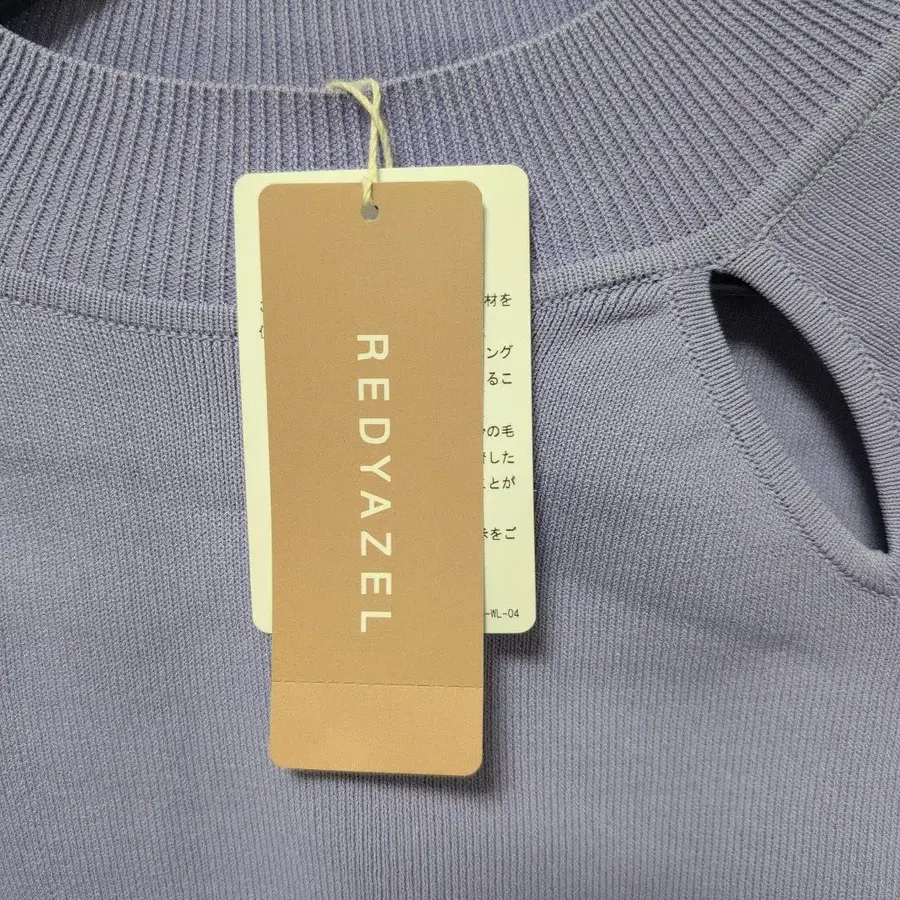 REDYAZEL
材を
ング
るこ
の毛
した
とが
をご
-WL-04